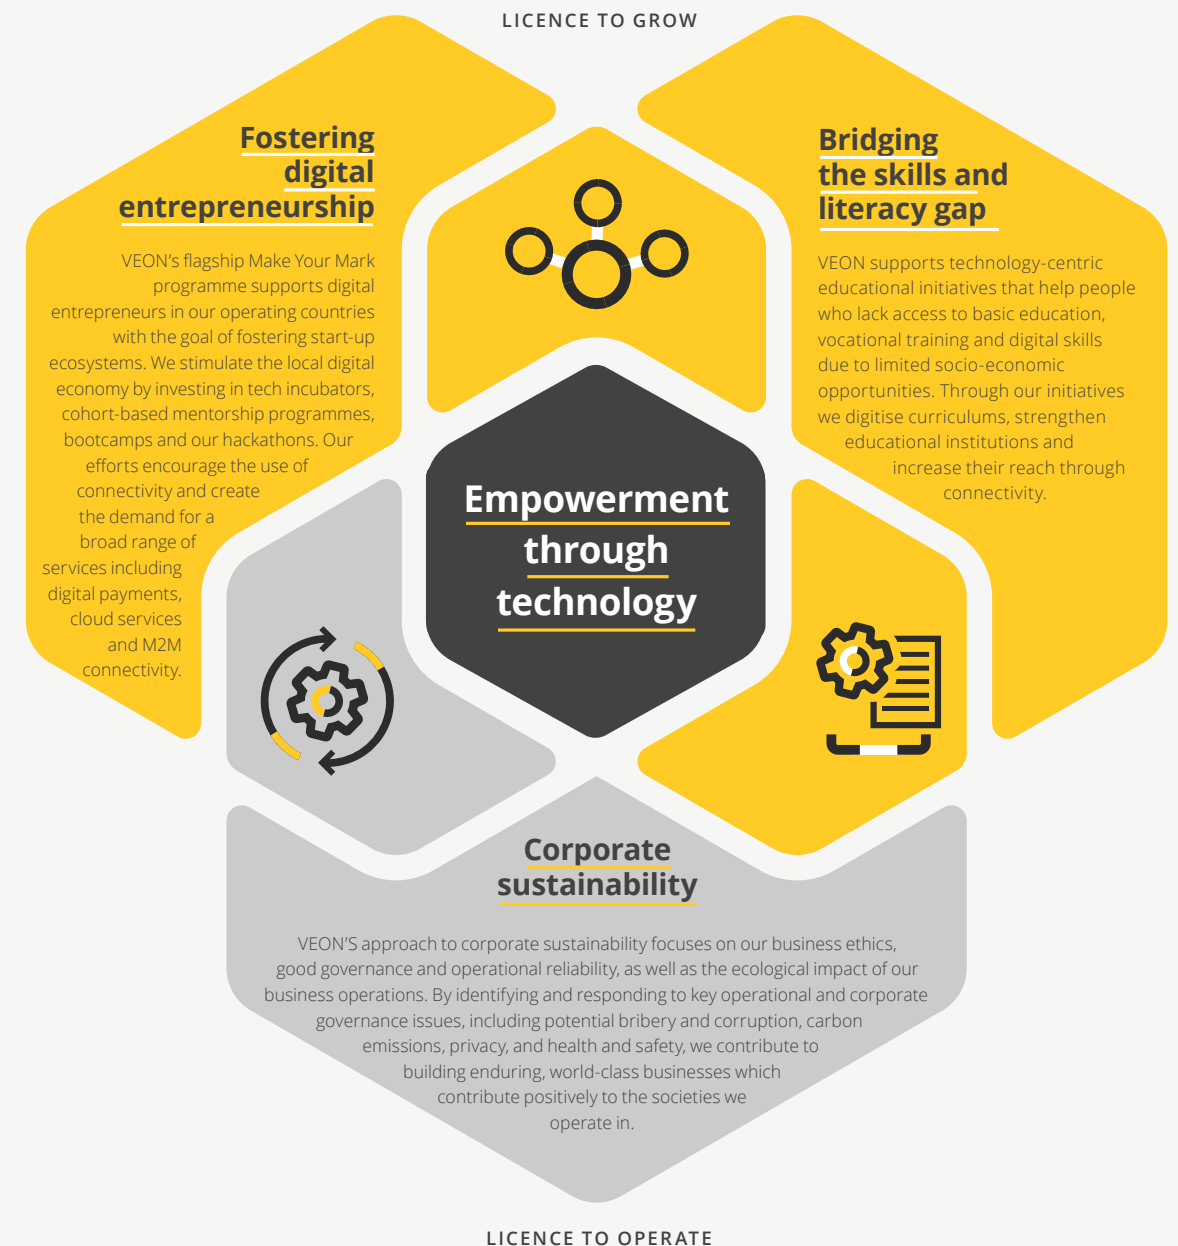 LICENCE TO GROW
Fostering
digital
entrepreneurship
VEON’s flagship Make Your Mark
programme supports digital
entrepreneurs in our operating countries
with the goal of fostering start-up
ecosystems. We stimulate the local digital
economy by investing in tech incubators,
cohort-based mentorship programmes,
bootcamps and our hackathons. Our
efforts encourage the use of
connectivity and create
the demand for a
broad range of
services including
digital payments,
cloud services
and M2M
connectivity.
Bridging
the skills and
literacy gap
VEON supports technology-centric
educational initiatives that help people
who lack access to basic education,
vocational training and digital skills
due to limited socio-economic
opportunities. Through our initiatives
we digitise curriculums, strengthen
educational institutions and
increase their reach through
connectivity.
Empowerment
through
technology
Corporate
sustainability
VEON’S approach to corporate sustainability focuses on our business ethics,
good governance and operational reliability, as well as the ecological impact of our
business operations. By identifying and responding to key operational and corporate
governance issues, including potential bribery and corruption, carbon
emissions, privacy, and health and safety, we contribute to
building enduring, world-class businesses which
contribute positively to the societies we
operate in.
LICENCE TO OPERATE